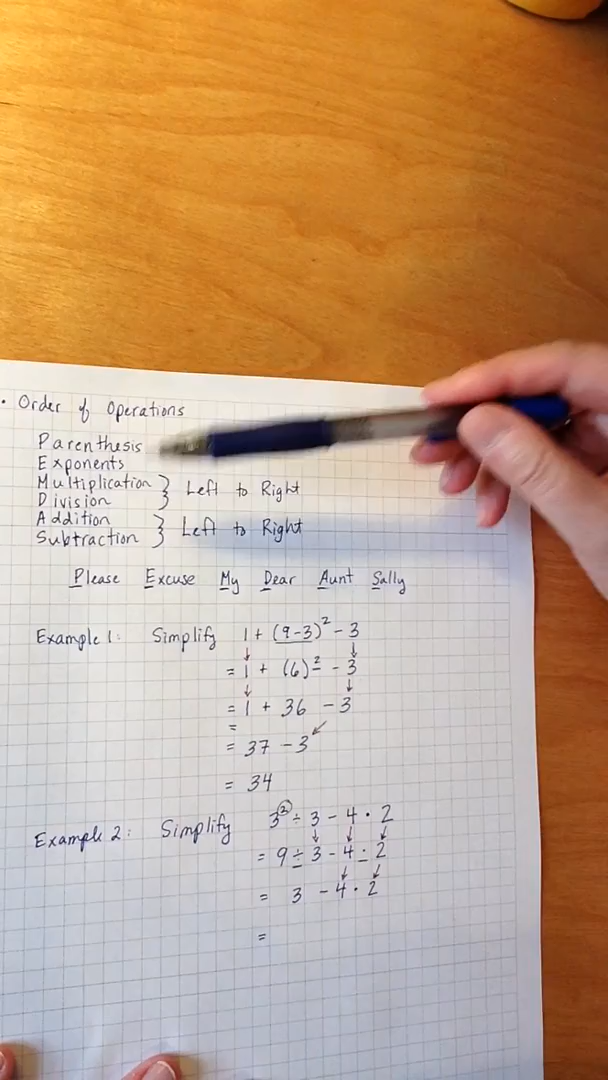 • Order of Operations
Parenthesis
Exponents
Multiplication } Left to Right
Division
Addition } Left to Right
Subtraction
Please Excuse My Dear Aunt Sally
Example 1: Simplify 1 + (9-3)² - 3
= 1 + (6)² - 3
= 1 + 36 - 3
=
= 37 - 3
= 34
Example 2: Simplify 3² ÷ 3 - 4 · 2
= 9 ÷ 3 - 4 · 2
= 3 - 4 · 2
=